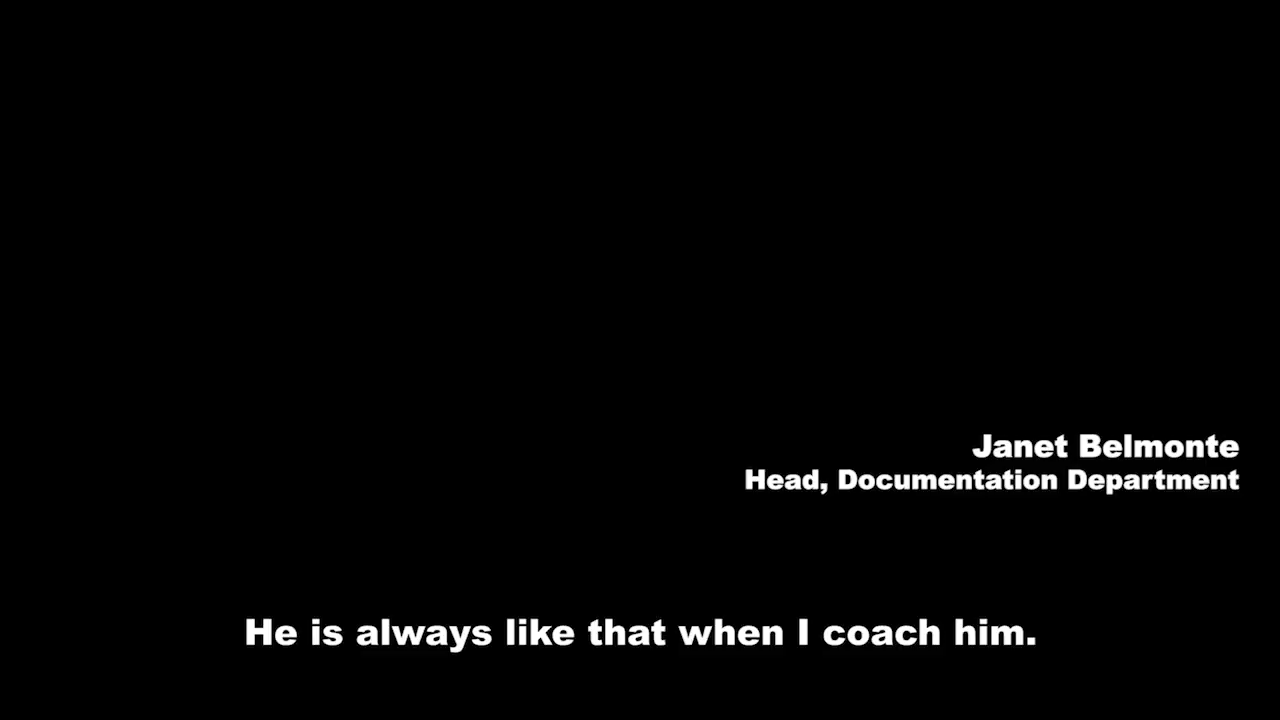 Janet Belmonte
Head, Documentation Department
He is always like that when I coach him.